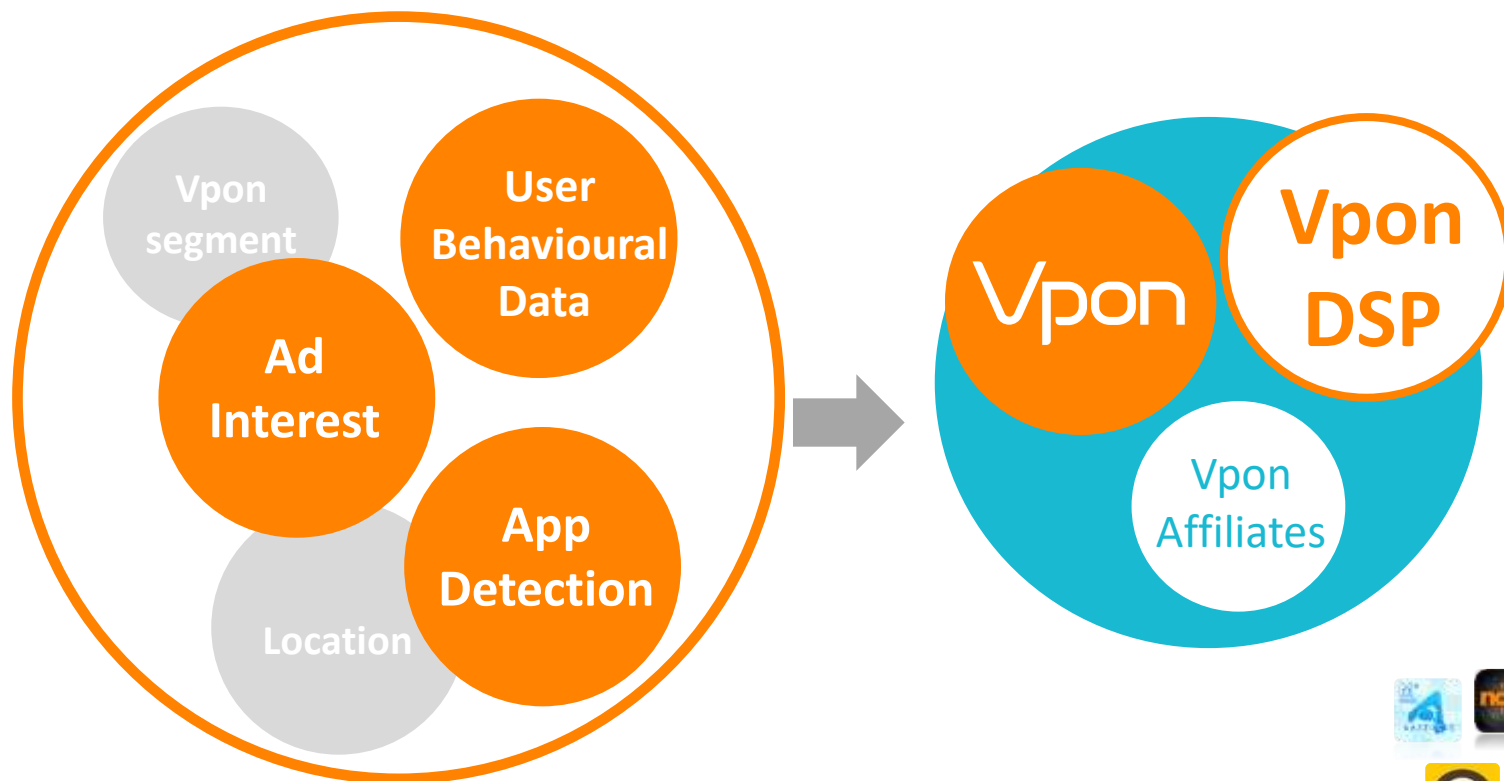 Vpon
segment
User
Behavioural
Data
Ad
Interest
App
Detection
Location
Vpon
Vpon
DSP
Vpon
Affiliates